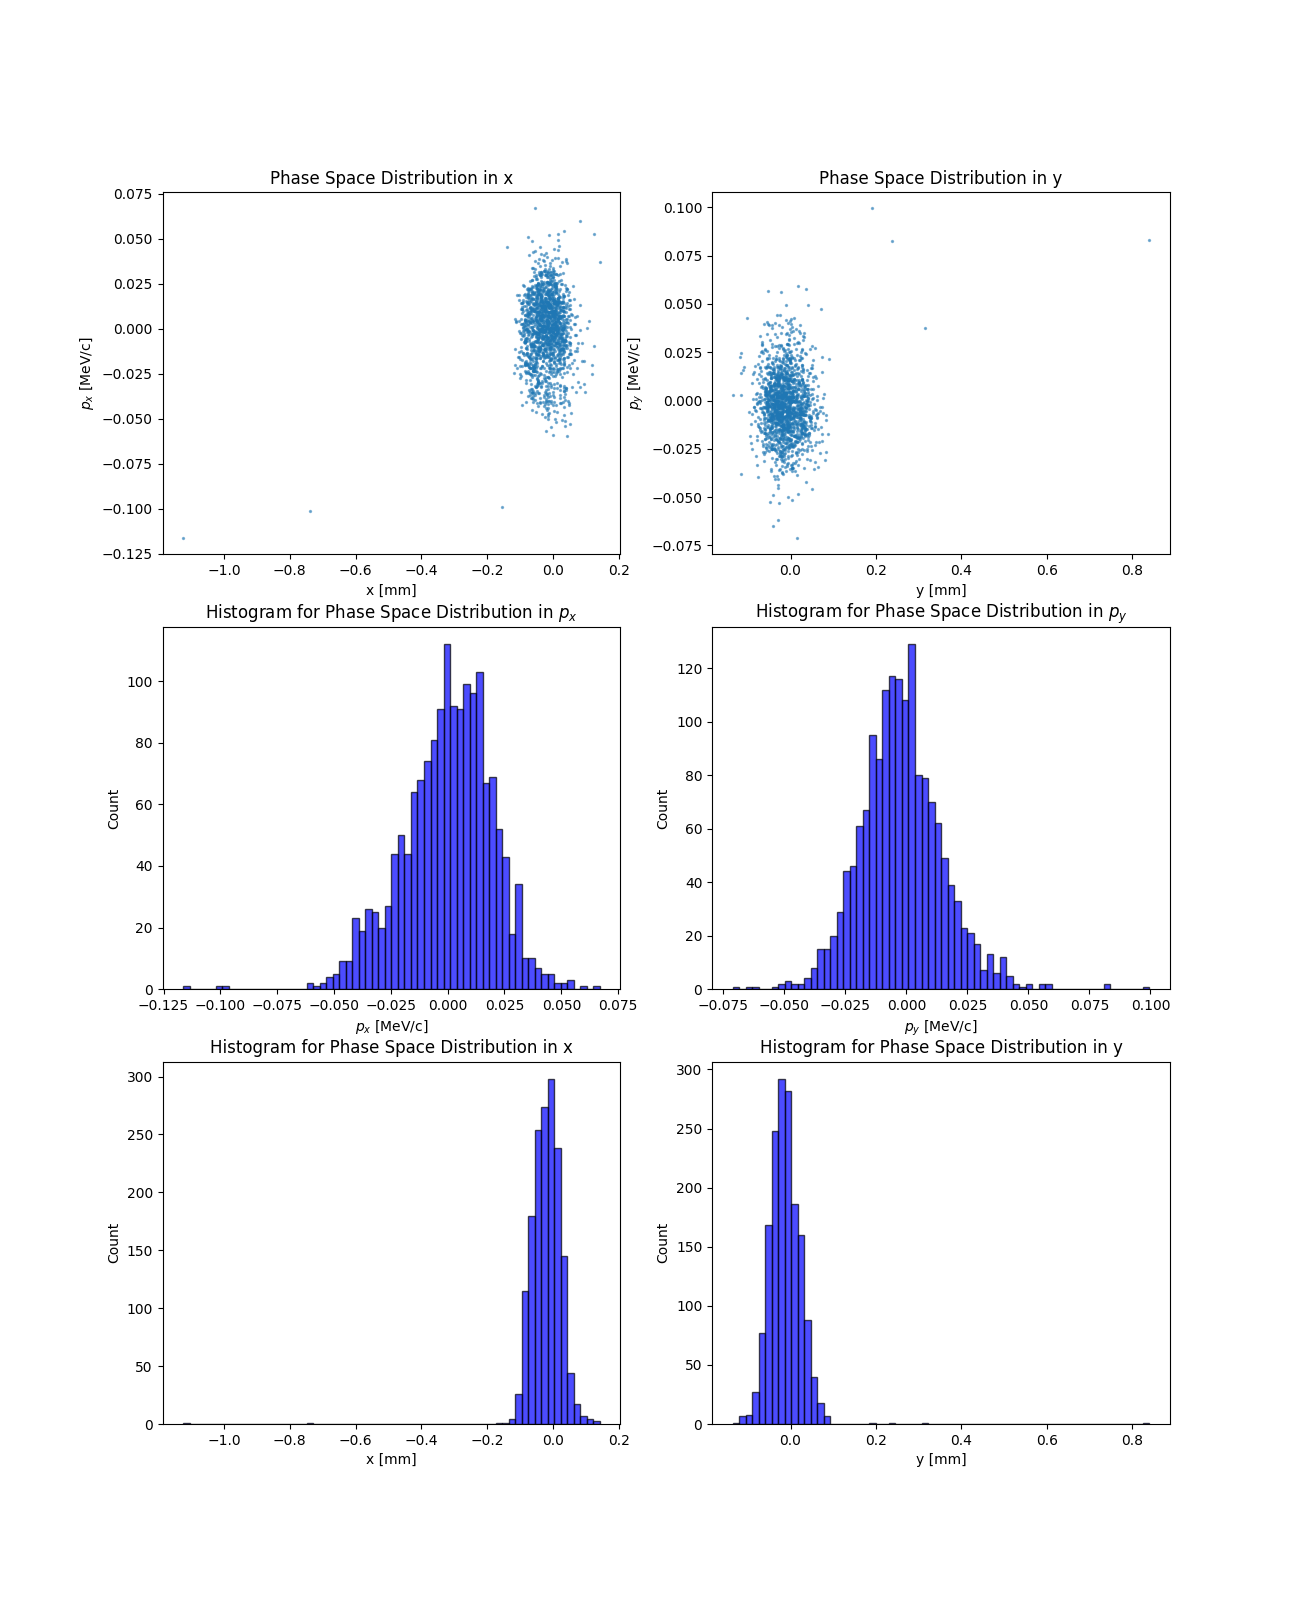 Phase Space Distribution in x
0.075
0.050
0.025
0.000
−0.025
−0.050
−0.075
−0.100
−0.125
p_x [MeV/c]
−1.0 −0.8 −0.6 −0.4 −0.2 0.0 0.2
x [mm]
Phase Space Distribution in y
0.100
0.075
0.050
0.025
0.000
−0.025
−0.050
−0.075
p_y [MeV/c]
0.0 0.2 0.4 0.6 0.8
y [mm]
Histogram for Phase Space Distribution in p_x
100
80
60
40
20
0
Count
−0.125 −0.100 −0.075 −0.050 −0.025 0.000 0.025 0.050 0.075
p_x [MeV/c]
Histogram for Phase Space Distribution in p_y
120
100
80
60
40
20
0
Count
−0.075 −0.050 −0.025 0.000 0.025 0.050 0.075 0.100
p_y [MeV/c]
Histogram for Phase Space Distribution in x
300
250
200
150
100
50
0
Count
−1.0 −0.8 −0.6 −0.4 −0.2 0.0 0.2
x [mm]
Histogram for Phase Space Distribution in y
300
250
200
150
100
50
0
Count
0.0 0.2 0.4 0.6 0.8
y [mm]